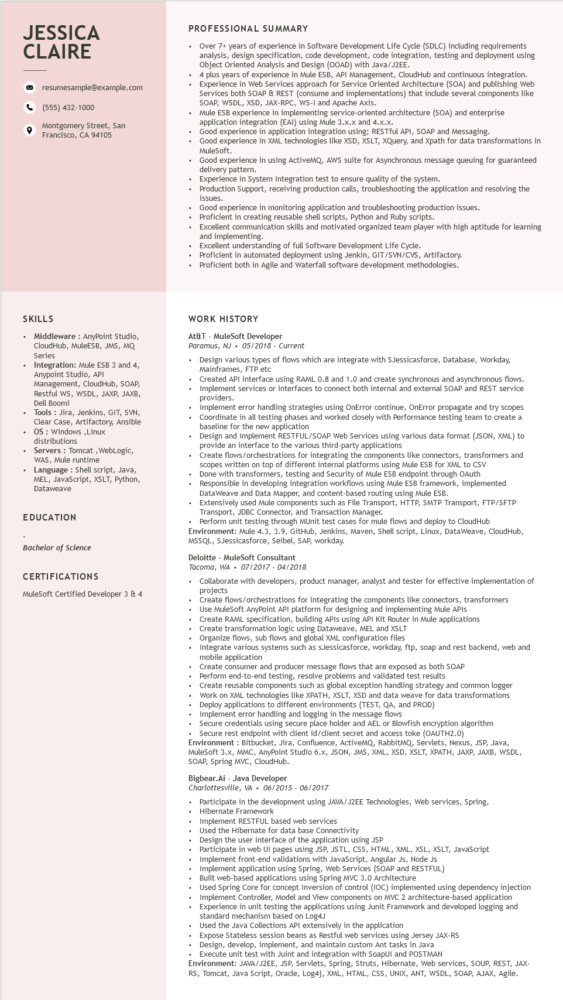 JESSICA
CLAIRE
resumesample@example.com
(555) 432-1000
Montgomery Street, San
Francisco, CA 94105
PROFESSIONAL SUMMARY
• Over 7+ years of experience in Software Development Life Cycle (SDLC) including requirements
analysis, design specification, code development, code integration, testing and deployment using
Object Oriented Analysis and Design (OOAD) with Java/J2EE.
• 4 plus years of experience in Mule ESB, API Management, CloudHub and continuous integration.
• Experience in Web Services approach for Service Oriented Architecture (SOA) and publishing Web
Services both SOAP & REST (consume and implementations) that include several components like
SOAP, WSDL, XSD, JAX-RPC, WS-I and Apache Axis.
• Mule ESB experience in implementing service-oriented architecture (SOA) and enterprise
application integration (EAI) using Mule 3.x.x and 4.x.x.
• Good experience in application integration using; RESTful API, SOAP and Messaging.
• Good experience in XML technologies like XSD, XSLT, XQuery, and Xpath for data transformations in
MuleSoft.
• Good experience in using ActiveMQ, AWS suite for Asynchronous message queuing for guaranteed
delivery pattern.
• Experience in System Integration test to ensure quality of the system.
• Production Support, receiving production calls, troubleshooting the application and resolving the
issues.
• Good experience in monitoring application and troubleshooting production issues.
• Proficient in creating reusable shell scripts, Python and Ruby scripts.
• Excellent communication skills and motivated organized team player with high aptitude for learning
and implementing.
• Excellent understanding of full Software Development Life Cycle.
• Proficient in automated deployment using Jenkin, GIT/SVN/CVS, Artifactory.
• Proficient both in Agile and Waterfall software development methodologies.
SKILLS
• Middleware : AnyPoint Studio,
CloudHub, MuleESB, JMS, MQ
Series
• Integration: Mule ESB 3 and 4,
Anypoint Studio, API
Management, CloudHub, SOAP,
Restful WS, WSDL, JAXP, JAXB,
Dell Boomi
• Tools : Jira, Jenkins, GIT, SVN,
Clear Case, Artifactory, Ansible
• OS : Windows ,Linux
distributions
• Servers : Tomcat ,WebLogic,
WAS, Mule runtime
• Language : Shell script, Java,
MEL, JavaScript, XSLT, Python,
Dataweave
EDUCATION
.
Bachelor of Science
CERTIFICATIONS
MuleSoft Certified Developer 3 & 4
WORK HISTORY
At&T - MuleSoft Developer
Paramus, NJ • 05/2018 - Current
• Design various types of flows which are integrate with SJessicasforce, Database, Workday,
Mainframes, FTP etc
• Created API interface using RAML 0.8 and 1.0 and create synchronous and asynchronous flows.
• Implement services or interfaces to connect both internal and external SOAP and REST service
providers.
• Implement error handling strategies using OnError continue, OnError propagate and try scopes
• Coordinate in all testing phases and worked closely with Performance testing team to create a
baseline for the new application
• Design and Implement RESTFUL/SOAP Web Services using various data format (JSON, XML) to
provide an interface to the various third-party applications
• Create flows/orchestrations for integrating the components like connectors, transformers and
scopes written on top of different internal platforms using Mule ESB for XML to CSV
• Done with transformers, testing and Security of Mule ESB endpoint through OAuth
• Responsible in developing integration workflows using Mule ESB framework, implemented
DataWeave and Data Mapper, and content-based routing using Mule ESB.
• Extensively used Mule components such as File Transport, HTTP, SMTP Transport, FTP/SFTP
Transport, JDBC Connector, and Transaction Manager.
• Perform unit testing through MUnit test cases for mule flows and deploy to CloudHub
Environment: Mule 4.3, 3.9, GitHub, Jenkins, Maven, Shell script, Linux, DataWeave, CloudHub,
MSSQL, SJessicasforce, Seibel, SAP, workday.
Deloitte - MuleSoft Consultant
Tacoma, WA • 07/2017 - 04/2018
• Collaborate with developers, product manager, analyst and tester for effective implementation of
projects
• Create flows/orchestrations for integrating the components like connectors, transformers
• Use MuleSoft AnyPoint API platform for designing and implementing Mule APIs
• Create RAML specification, building APIs using API Kit Router in Mule applications
• Create transformation logic using Dataweave, MEL and XSLT
• Organize flows, sub flows and global XML configuration files
• Integrate various systems such as sJessicasforce, workday, ftp, soap and rest backend, web and
mobile application
• Create consumer and producer message flows that are exposed as both SOAP
• Perform end-to-end testing, resolve problems and validated test results
• Create reusable components such as global exception handling strategy and common logger
• Work on XML technologies like XPATH, XSLT, XSD and data weave for data transformations
• Deploy applications to different environments (TEST, QA, and PROD)
• Implement error handling and logging in the message flows
• Secure credentials using secure place holder and AEL or Blowfish encryption algorithm
• Secure rest endpoint with client id/client secret and access toke (OAUTH2.0)
Environment : Bitbucket, Jira, Confluence, ActiveMQ, RabbitMQ, Servlets, Nexus, JSP, Java,
MuleSoft 3.x, MMC, AnyPoint Studio 6.x, JSON, JMS, XML, XSD, XSLT, XPATH, JAXP, JAXB, WSDL,
SOAP, Spring MVC, CloudHub.
Bigbear.Ai - Java Developer
Charlottesville, VA • 06/2015 - 06/2017
• Participate in the development using JAVA/J2EE Technologies, Web services, Spring,
• Hibernate Framework
• Implement RESTFUL based web services
• Used the Hibernate for data base Connectivity
• Design the user interface of the application using JSP
• Participate in web UI pages using JSP, JSTL, CSS, HTML, XML, XSL, XSLT, JavaScript
• Implement front-end validations with JavaScript, Angular Js, Node Js
• Implement application using Spring, Web Services (SOAP and RESTFUL)
• Built web-based applications using Spring MVC 3.0 Architecture
• Used Spring Core for concept Inversion of control (IOC) implemented using dependency injection
• Implement Controller, Model and View components on MVC 2 architecture-based application
• Experience in unit testing the applications using Junit Framework and developed logging and
standard mechanism based on Log4J
• Used the Java Collections API extensively in the application
• Expose Stateless session beans as Restful web services using Jersey JAX-RS
• Design, develop, implement, and maintain custom Ant tasks in Java
• Execute unit test with Juint and integration with SoapUI and POSTMAN
Environment: JAVA/J2EE, JSP, Servlets, Spring, Struts, Hibernate, Web services, SOUP, REST, JAX-
RS, Tomcat, Java Script, Oracle, Log4j, XML, HTML, CSS, UNIX, ANT, WSDL, SOAP, AJAX, Agile.